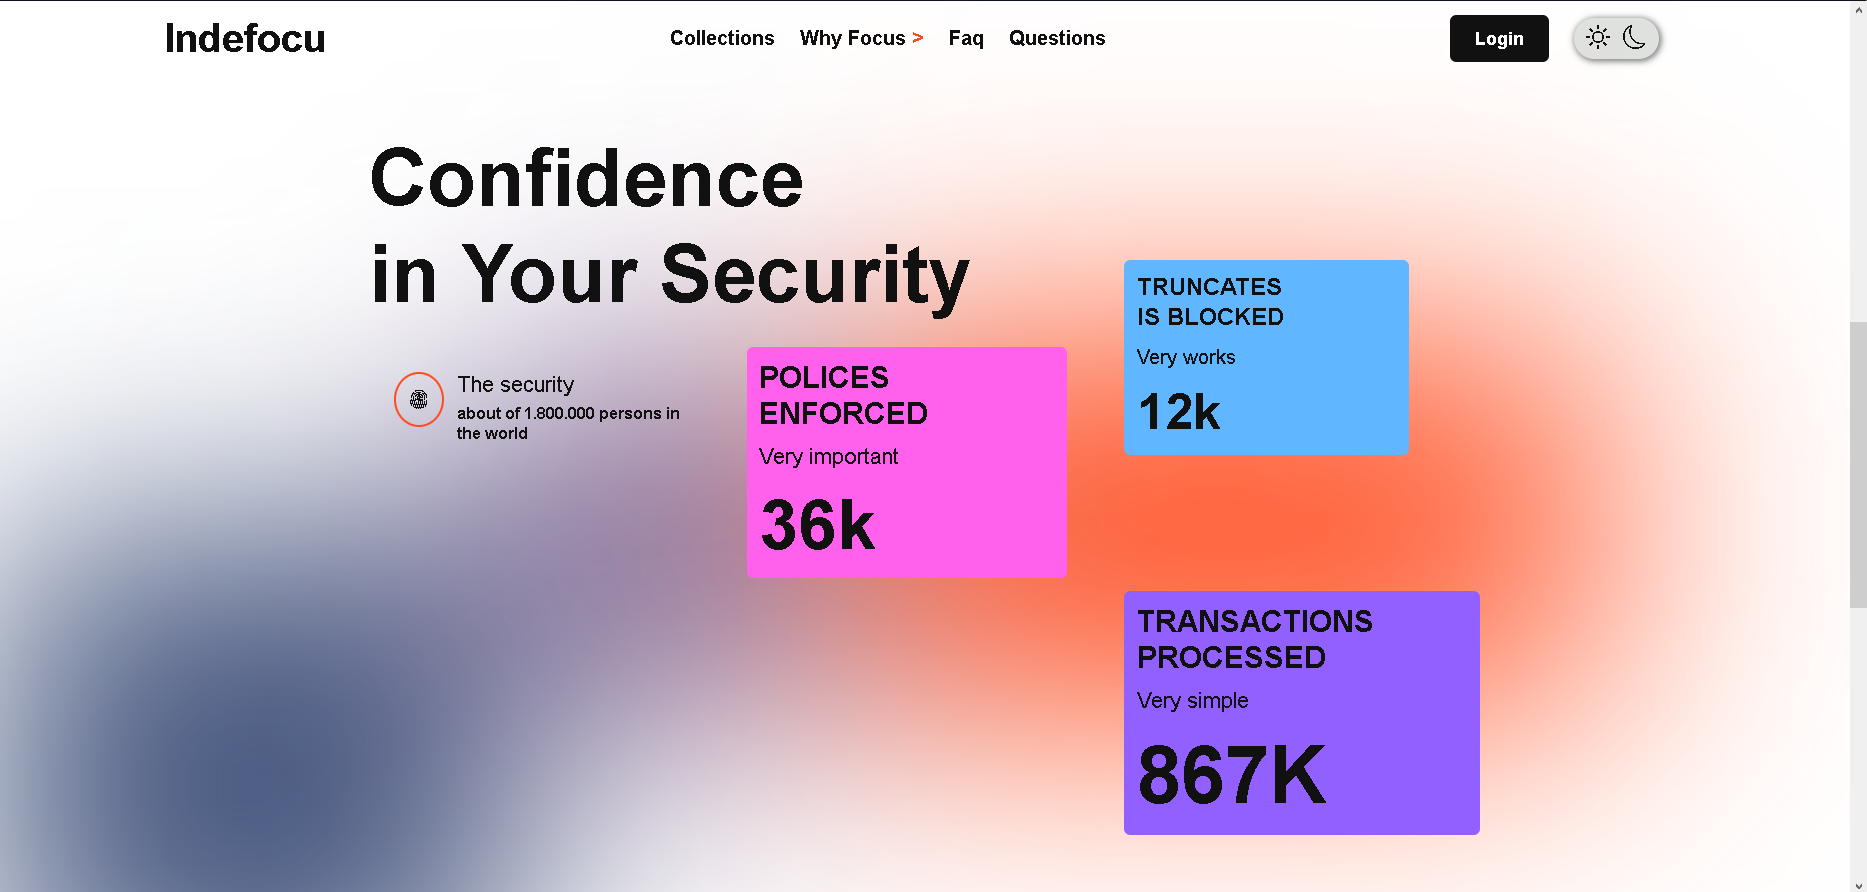 Indefocu
Collections
Why Focus >
Faq
Questions
Login
Confidence
in Your Security
The security
about of 1.800.000 persons in
the world
POLICES
ENFORCED
Very important
36k
TRUNCATES
IS BLOCKED
Very works
12k
TRANSACTIONS
PROCESSED
Very simple
867K